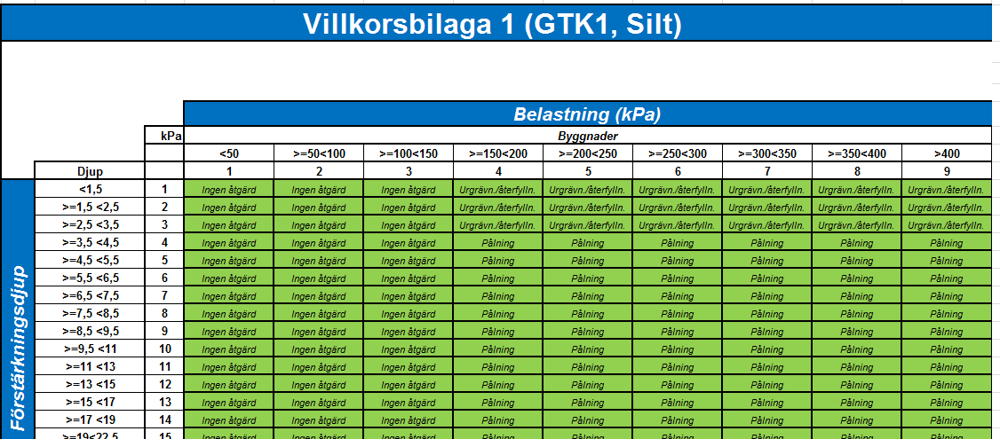 Villkorsbilaga 1 (GTK1, Silt)
Belastning (kPa)
kPa Byggnader
<50 >=50<100 >=100<150 >=150<200 >=200<250 >=250<300 >=300<350 >=350<400 >400
Djup 1 2 3 4 5 6 7 8 9
Förstärkningsdjup
<1,5 1 Ingen åtgärd Ingen åtgärd Ingen åtgärd Urgrävn./återfylln. Urgrävn./återfylln. Urgrävn./återfylln. Urgrävn./återfylln. Urgrävn./återfylln. Urgrävn./återfylln.
>=1,5 <2,5 2 Ingen åtgärd Ingen åtgärd Ingen åtgärd Urgrävn./återfylln. Urgrävn./återfylln. Urgrävn./återfylln. Urgrävn./återfylln. Urgrävn./återfylln. Urgrävn./återfylln.
>=2,5 <3,5 3 Ingen åtgärd Ingen åtgärd Ingen åtgärd Urgrävn./återfylln. Urgrävn./återfylln. Urgrävn./återfylln. Urgrävn./återfylln. Urgrävn./återfylln. Urgrävn./återfylln.
>=3,5 <4,5 4 Ingen åtgärd Ingen åtgärd Ingen åtgärd Pålning Pålning Pålning Pålning Pålning Pålning
>=4,5 <5,5 5 Ingen åtgärd Ingen åtgärd Ingen åtgärd Pålning Pålning Pålning Pålning Pålning Pålning
>=5,5 <6,5 6 Ingen åtgärd Ingen åtgärd Ingen åtgärd Pålning Pålning Pålning Pålning Pålning Pålning
>=6,5 <7,5 7 Ingen åtgärd Ingen åtgärd Ingen åtgärd Pålning Pålning Pålning Pålning Pålning Pålning
>=7,5 <8,5 8 Ingen åtgärd Ingen åtgärd Ingen åtgärd Pålning Pålning Pålning Pålning Pålning Pålning
>=8,5 <9,5 9 Ingen åtgärd Ingen åtgärd Ingen åtgärd Pålning Pålning Pålning Pålning Pålning Pålning
>=9,5 <11 10 Ingen åtgärd Ingen åtgärd Ingen åtgärd Pålning Pålning Pålning Pålning Pålning Pålning
>=11 <13 11 Ingen åtgärd Ingen åtgärd Ingen åtgärd Pålning Pålning Pålning Pålning Pålning Pålning
>=13 <15 12 Ingen åtgärd Ingen åtgärd Ingen åtgärd Pålning Pålning Pålning Pålning Pålning Pålning
>=15 <17 13 Ingen åtgärd Ingen åtgärd Ingen åtgärd Pålning Pålning Pålning Pålning Pålning Pålning
>=17 <19 14 Ingen åtgärd Ingen åtgärd Ingen åtgärd Pålning Pålning Pålning Pålning Pålning Pålning
>=19<22,5 15 Ingen åtgärd Ingen åtgärd Ingen åtgärd Pålning Pålning Pålning Pålning Pålning Pålning